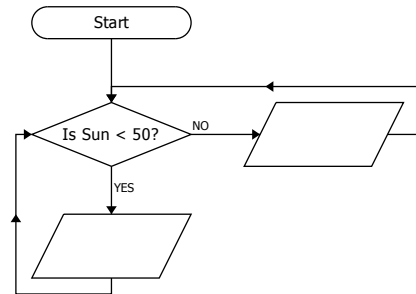 Start
Is Sun < 50?
NO
YES